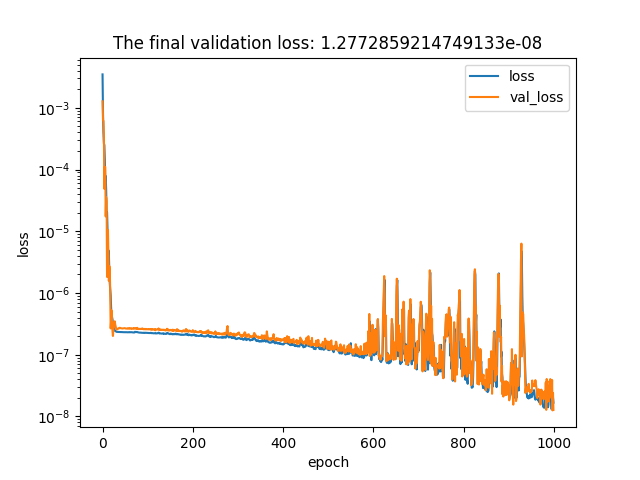 The final validation loss: 1.2772859214749133e-08
loss
val_loss
10⁻³
10⁻⁴
10⁻⁵
10⁻⁶
10⁻⁷
10⁻⁸
loss
0 200 400 600 800 1000
epoch